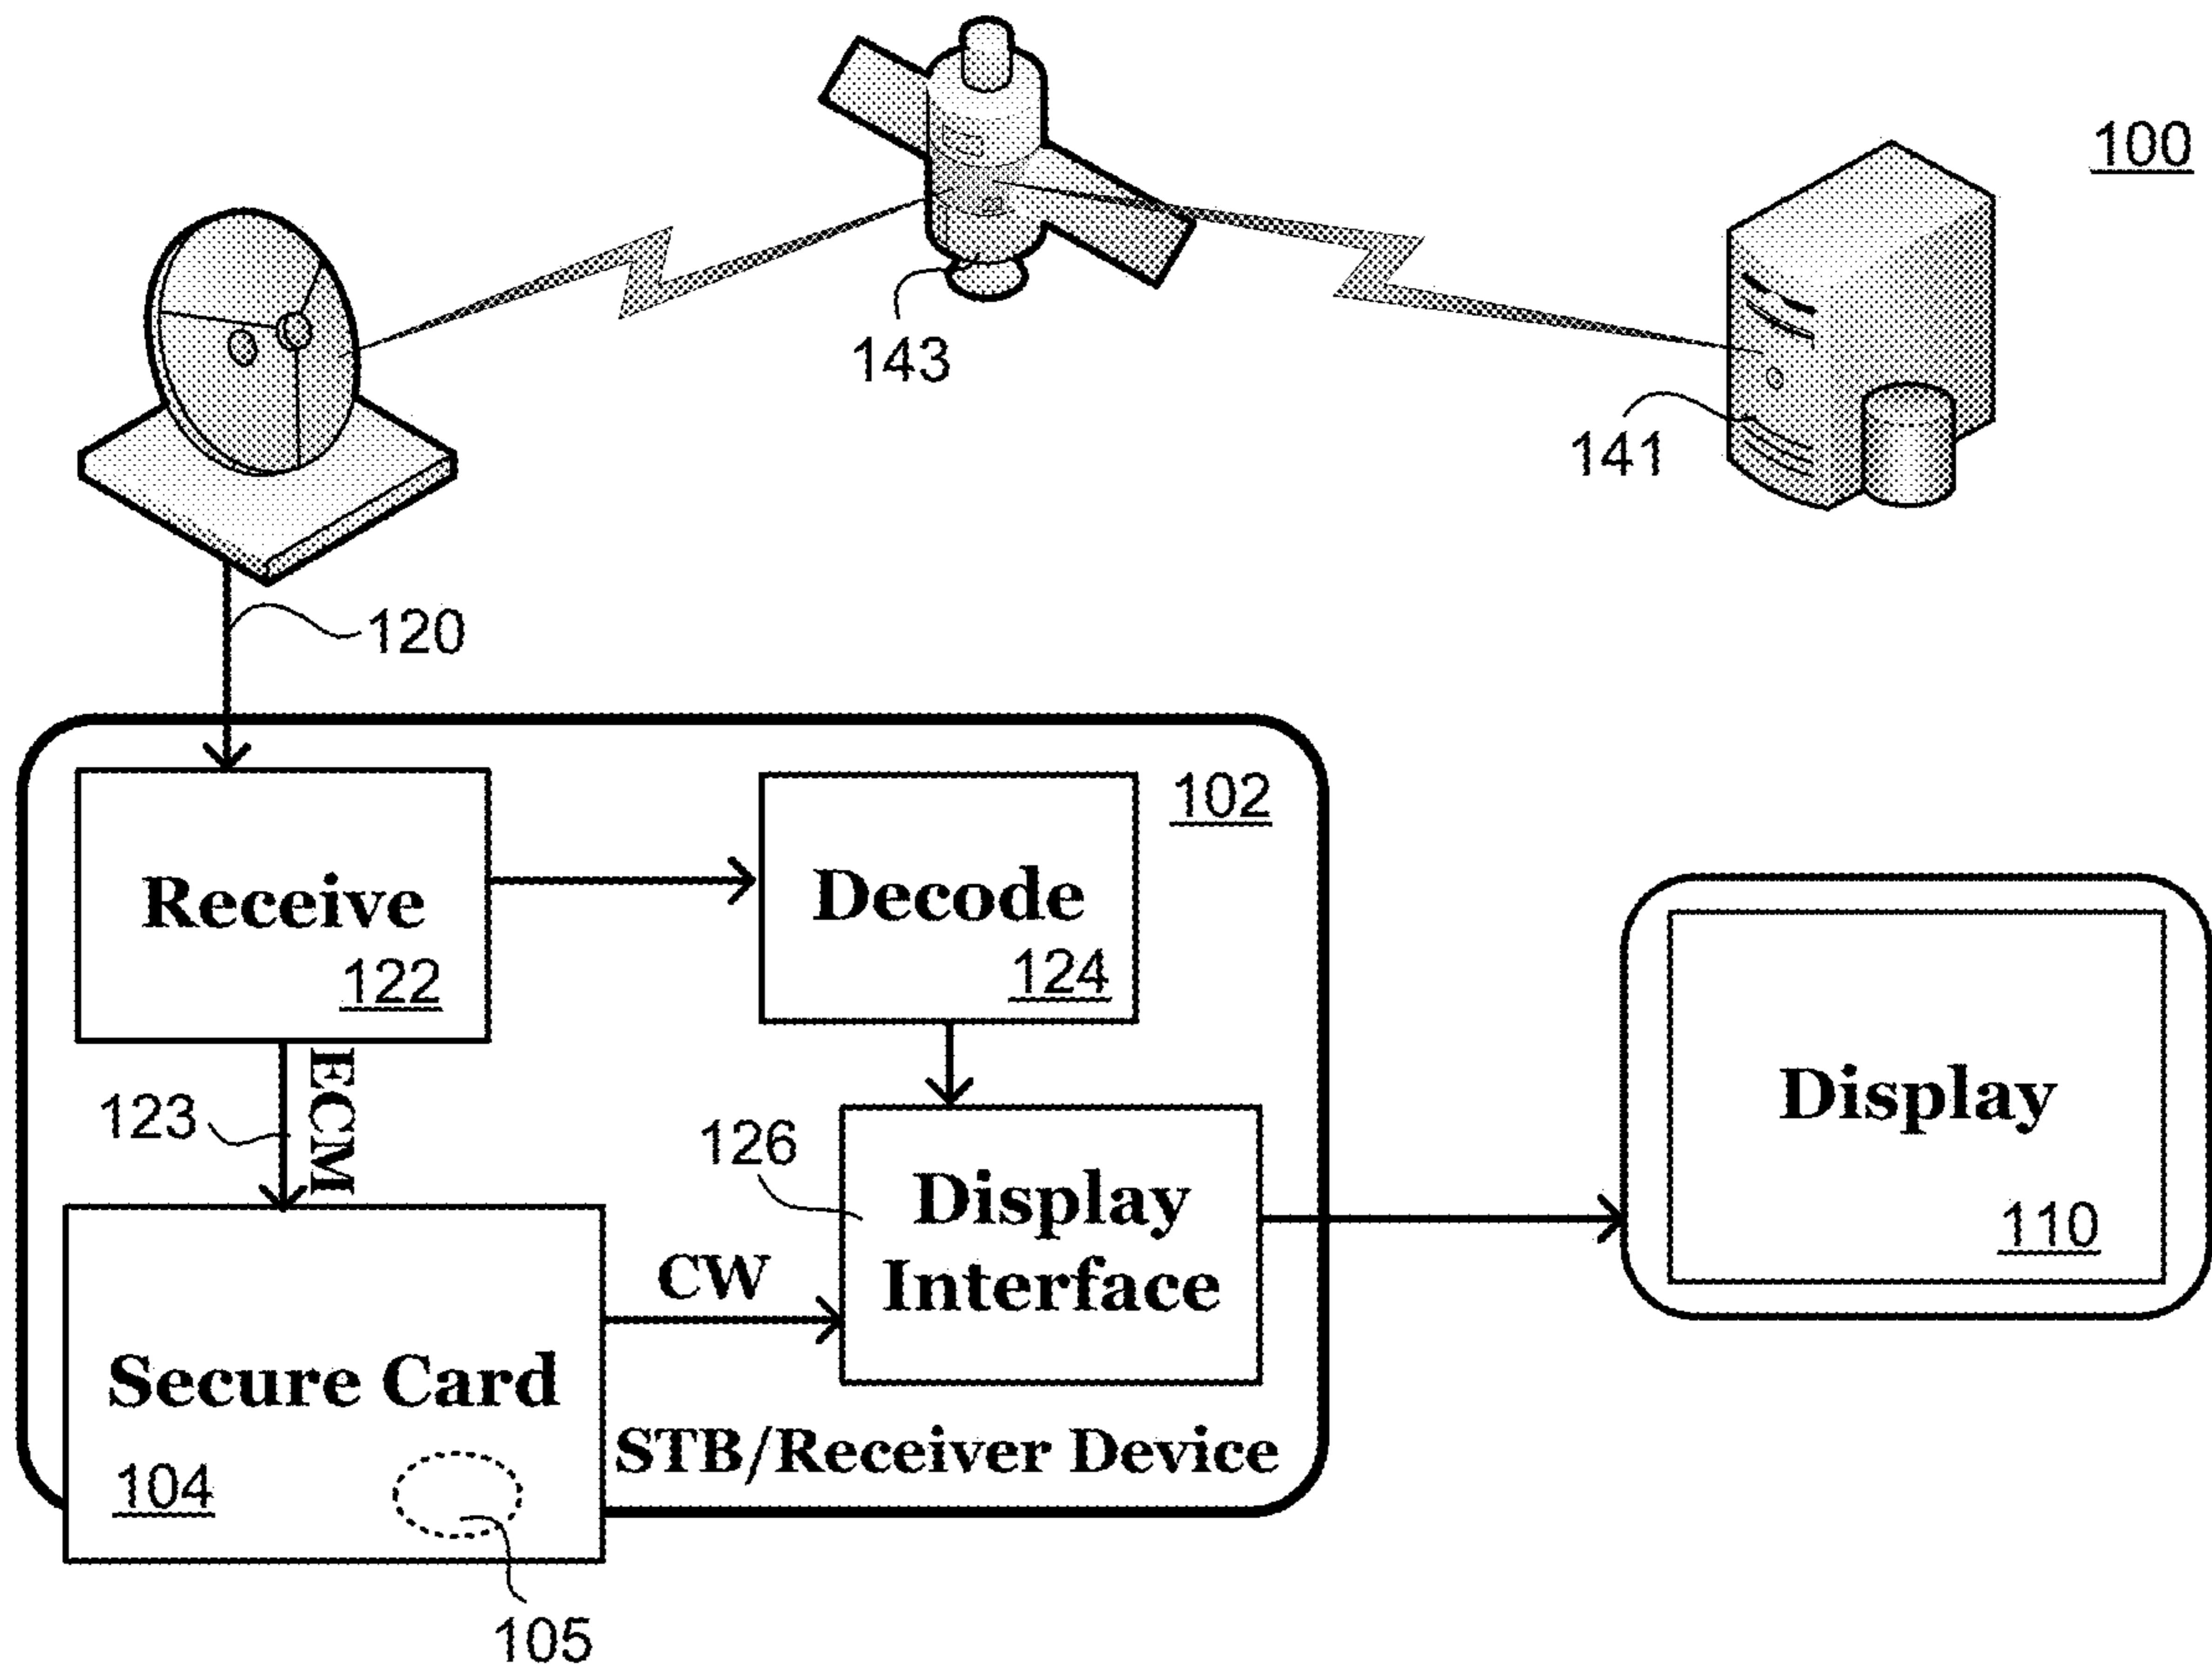 100
143
141
120
102
Receive
122
Decode
124
ECM
123
126
Display
Interface
Display
110
CW
Secure Card
104
STB/Receiver Device
105